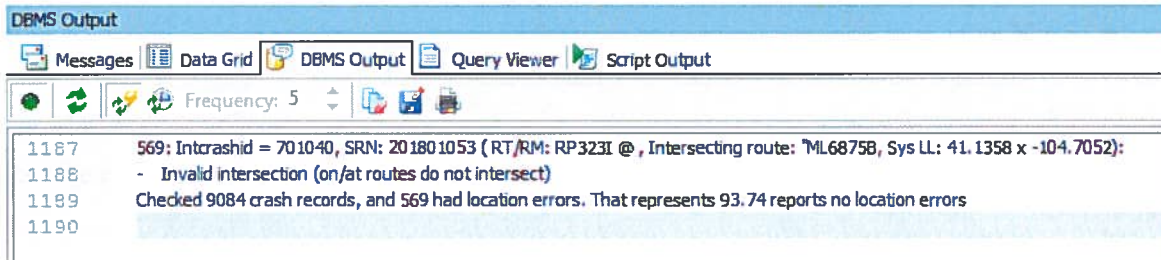 DBMS Output
Messages Data Grid DBMS Output Query Viewer Script Output
Frequency: 5
1187 569: Intcrashid = 701040, SRN: 201801053 ( RT/RM: RP323I @ , Intersecting route: "ML6875B, Sys LL: 41.1358 x -104.7052):
1188 - Invalid intersection (on/at routes do not intersect)
1189 Checked 9084 crash records, and 569 had location errors. That represents 93.74 reports no location errors
1190